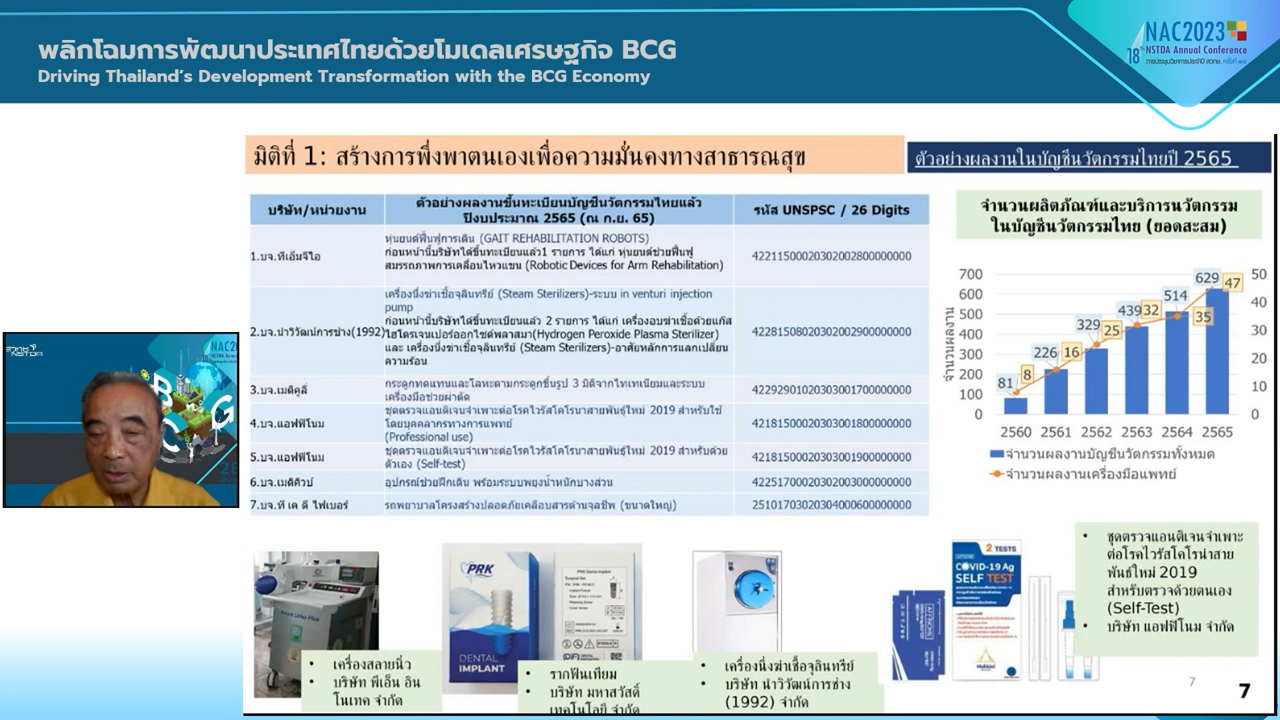 พลิกโฉมการพัฒนาประเทศไทยด้วยโมเดลเศรษฐกิจ BCG
Driving Thailand's Development Transformation with the BCG Economy
NAC2023
18th NSTDA Annual Conference
การประชุมวิชาการประจำปี สวทช. ครั้งที่ ๑๘
มิติที่ 1: สร้างการพึ่งพาตนเองเพื่อความมั่นคงทางสาธารณสุข
ตัวอย่างผลงานในบัญชีนวัตกรรมไทยปี 2565
บริษัท/หน่วยงาน
ตัวอย่างผลงานขึ้นทะเบียนบัญชีนวัตกรรมไทยแล้ว
ปีงบประมาณ 2565 (ณ ก.ย. 65)
รหัส UNSPSC / 26 Digits
1.บจ.ทีเอ็มจีไอ
หุ่นยนต์ฟื้นฟูการเดิน (GAIT REHABILITATION ROBOTS)
ก่อนหน้านี้บริษัทได้ขึ้นทะเบียนแล้ว1 รายการ ได้แก่ หุ่นยนต์ช่วยฟื้นฟู
สมรรถภาพการเคลื่อนไหวแขน (Robotic Devices for Arm Rehabilitation)
42211500020302002800000000
2.บจ.นำวิวัฒน์การช่าง(1992)
เครื่องนึ่งฆ่าเชื้อจุลินทรีย์ (Steam Sterilizers)-ระบบ in venturi injection
pump
ก่อนหน้านี้บริษัทได้ขึ้นทะเบียนแล้ว 2 รายการ ได้แก่ เครื่องอบฆ่าเชื้อด้วยแก๊ส
ไฮโดรเจนเปอร์ออกไซด์พลาสมา(Hydrogen Peroxide Plasma Sterilizer)
และ เครื่องนึ่งฆ่าเชื้อจุลินทรีย์ (Steam Sterilizers)-อาศัยหลักการแลกเปลี่ยน
ความร้อน
42281508020302002900000000
3.บจ.เมติคูลี่
กระดูกทดแทนและโลหะดามกระดูกขึ้นรูป 3 มิติจากไทเทเนียมและระบบ
เครื่องมือช่วยผ่าตัด
42292901020303001700000000
4.บจ.แอฟฟิโนม
ชุดตรวจแอนติเจนจำเพาะต่อโรคไวรัสโคโรนาสายพันธุ์ใหม่ 2019 สำหรับใช้
โดยบุคคลากรทางการแพทย์
(Professional use)
42181500020303001800000000
5.บจ.แอฟฟิโนม
ชุดตรวจแอนติเจนจำเพาะต่อโรคไวรัสโคโรนาสายพันธุ์ใหม่ 2019 สำหรับด้วย
ตัวเอง (Self-test)
42181500020303001900000000
6.บจ.เมดิคิวบ์
อุปกรณ์ช่วยฝึกเดิน พร้อมระบบพยุงน้ำหนักบางส่วน
42251700020302003000000000
7.บจ.ที เค ดี ไฟเบอร์
รถพยาบาลโครงสร้างปลอดภัยเคลือบสารต้านจุลชีพ (ขนาดใหญ่)
25101703020304000600000000
จำนวนผลิตภัณฑ์และบริการนวัตกรรม
ในบัญชีนวัตกรรมไทย (ยอดสะสม)
จำนวนผลงาน
700
600
500
400
300
200
100
0
50
40
30
20
10
0
81
8
226
16
329
25
439
32
514
35
629
47
2560 2561 2562 2563 2564 2565
จำนวนผลงานบัญชีนวัตกรรมทั้งหมด
จำนวนผลงานเครื่องมือแพทย์
• เครื่องสลายนิ่ว
• บริษัท พีเอ็น อิน
โนเทค จำกัด
PRK
DENTAL
IMPLANT
PRK Dental Implant
• รากฟันเทียม
• บริษัท มหาสวัสดิ์
เทคโนโลยี จำกัด
• เครื่องนึ่งฆ่าเชื้อจุลินทรีย์
• บริษัท นำวิวัฒน์การช่าง
(1992) จำกัด
2 TESTS
COVID-19 Ag
SELF TEST
• ชุดตรวจแอนติเจนจำเพาะ
ต่อโรคไวรัสโคโรน่าสาย
พันธ์ใหม่ 2019
สำหรับตรวจด้วยตนเอง
(Self-Test)
• บริษัท แอฟฟิโนม จำกัด
7
7